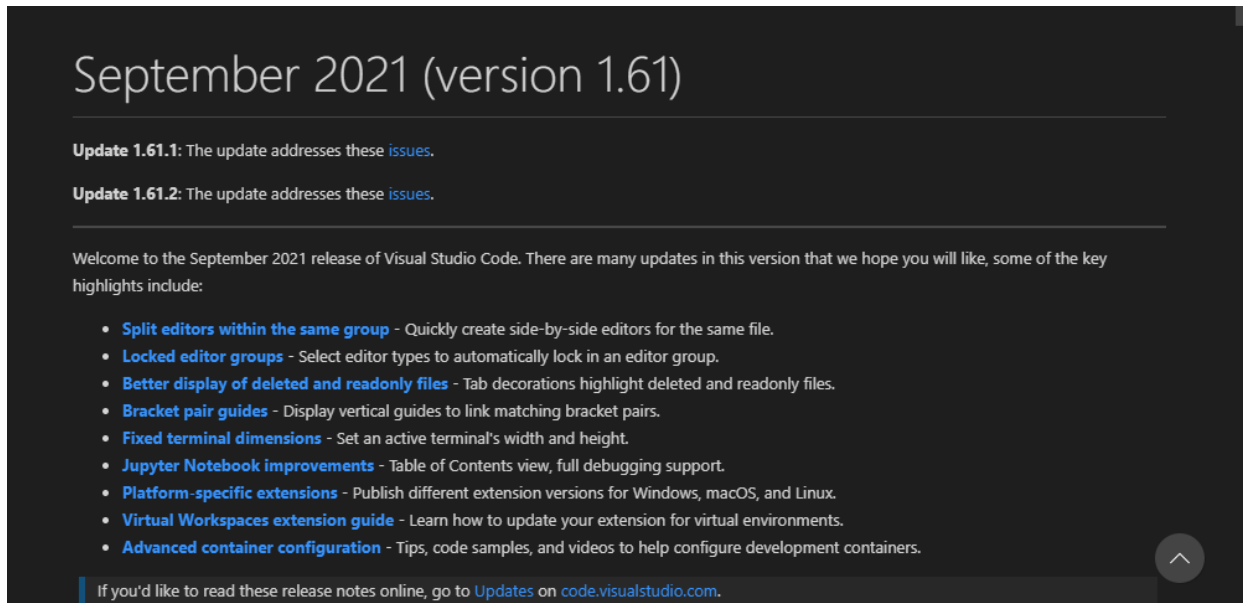 September 2021 (version 1.61)
Update 1.61.1: The update addresses these issues.
Update 1.61.2: The update addresses these issues.
Welcome to the September 2021 release of Visual Studio Code. There are many updates in this version that we hope you will like, some of the key
highlights include:
• Split editors within the same group - Quickly create side-by-side editors for the same file.
• Locked editor groups - Select editor types to automatically lock in an editor group.
• Better display of deleted and readonly files - Tab decorations highlight deleted and readonly files.
• Bracket pair guides - Display vertical guides to link matching bracket pairs.
• Fixed terminal dimensions - Set an active terminal's width and height.
• Jupyter Notebook improvements - Table of Contents view, full debugging support.
• Platform-specific extensions - Publish different extension versions for Windows, macOS, and Linux.
• Virtual Workspaces extension guide - Learn how to update your extension for virtual environments.
• Advanced container configuration - Tips, code samples, and videos to help configure development containers.
If you'd like to read these release notes online, go to Updates on code.visualstudio.com.